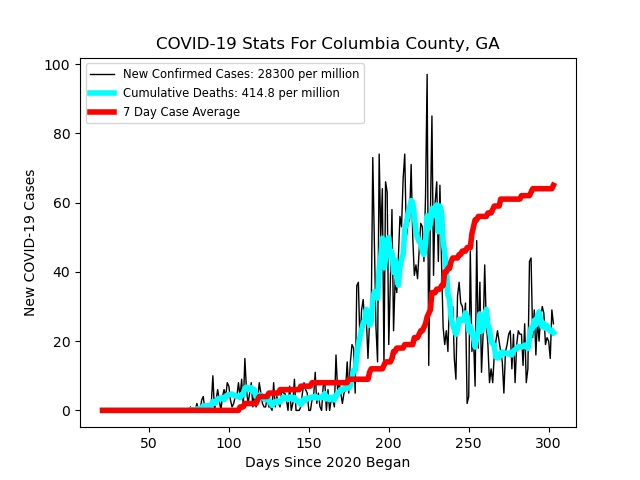 COVID-19 Stats For Columbia County, GA
New Confirmed Cases: 28300 per million
Cumulative Deaths: 414.8 per million
7 Day Case Average
100
80
60
40
20
0
New COVID-19 Cases
50 100 150 200 250 300
Days Since 2020 Began